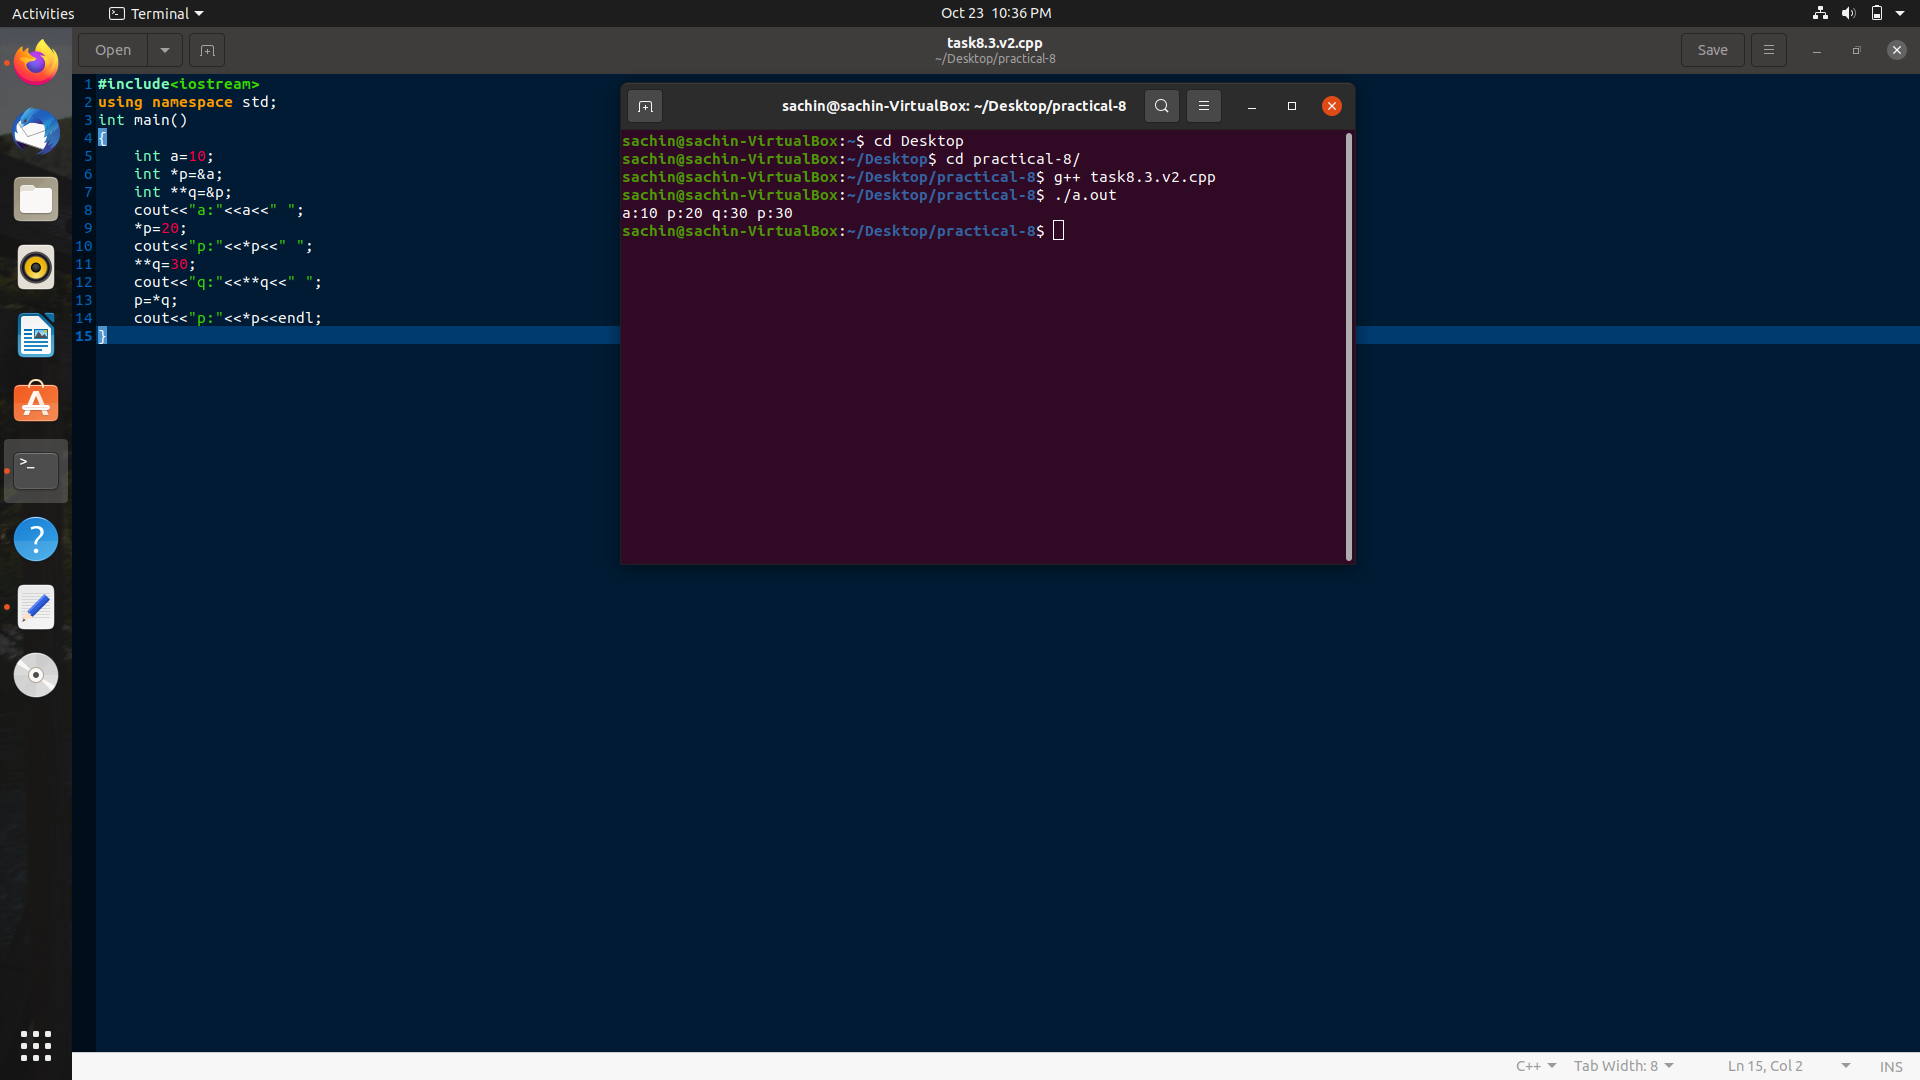 Activities
Terminal
Oct 23 10:36 PM
Open
task8.3.v2.cpp
~/Desktop/practical-8
Save
1 #include<iostream>
2 using namespace std;
3 int main()
4 {
5     int a=10;
6     int *p=&a;
7     int **q=&p;
8     cout<<"a:"<<a<<" ";
9     *p=20;
10     cout<<"p:"<<*p<<" ";
11     **q=30;
12     cout<<"q:"<<**q<<" ";
13     p=*q;
14     cout<<"p:"<<*p<<endl;
15 }
sachin@sachin-VirtualBox: ~/Desktop/practical-8
sachin@sachin-VirtualBox:~$ cd Desktop
sachin@sachin-VirtualBox:~/Desktop$ cd practical-8/
sachin@sachin-VirtualBox:~/Desktop/practical-8$ g++ task8.3.v2.cpp
sachin@sachin-VirtualBox:~/Desktop/practical-8$ ./a.out
a:10 p:20 q:30 p:30
sachin@sachin-VirtualBox:~/Desktop/practical-8$
C++
Tab Width: 8
Ln 15, Col 2
INS